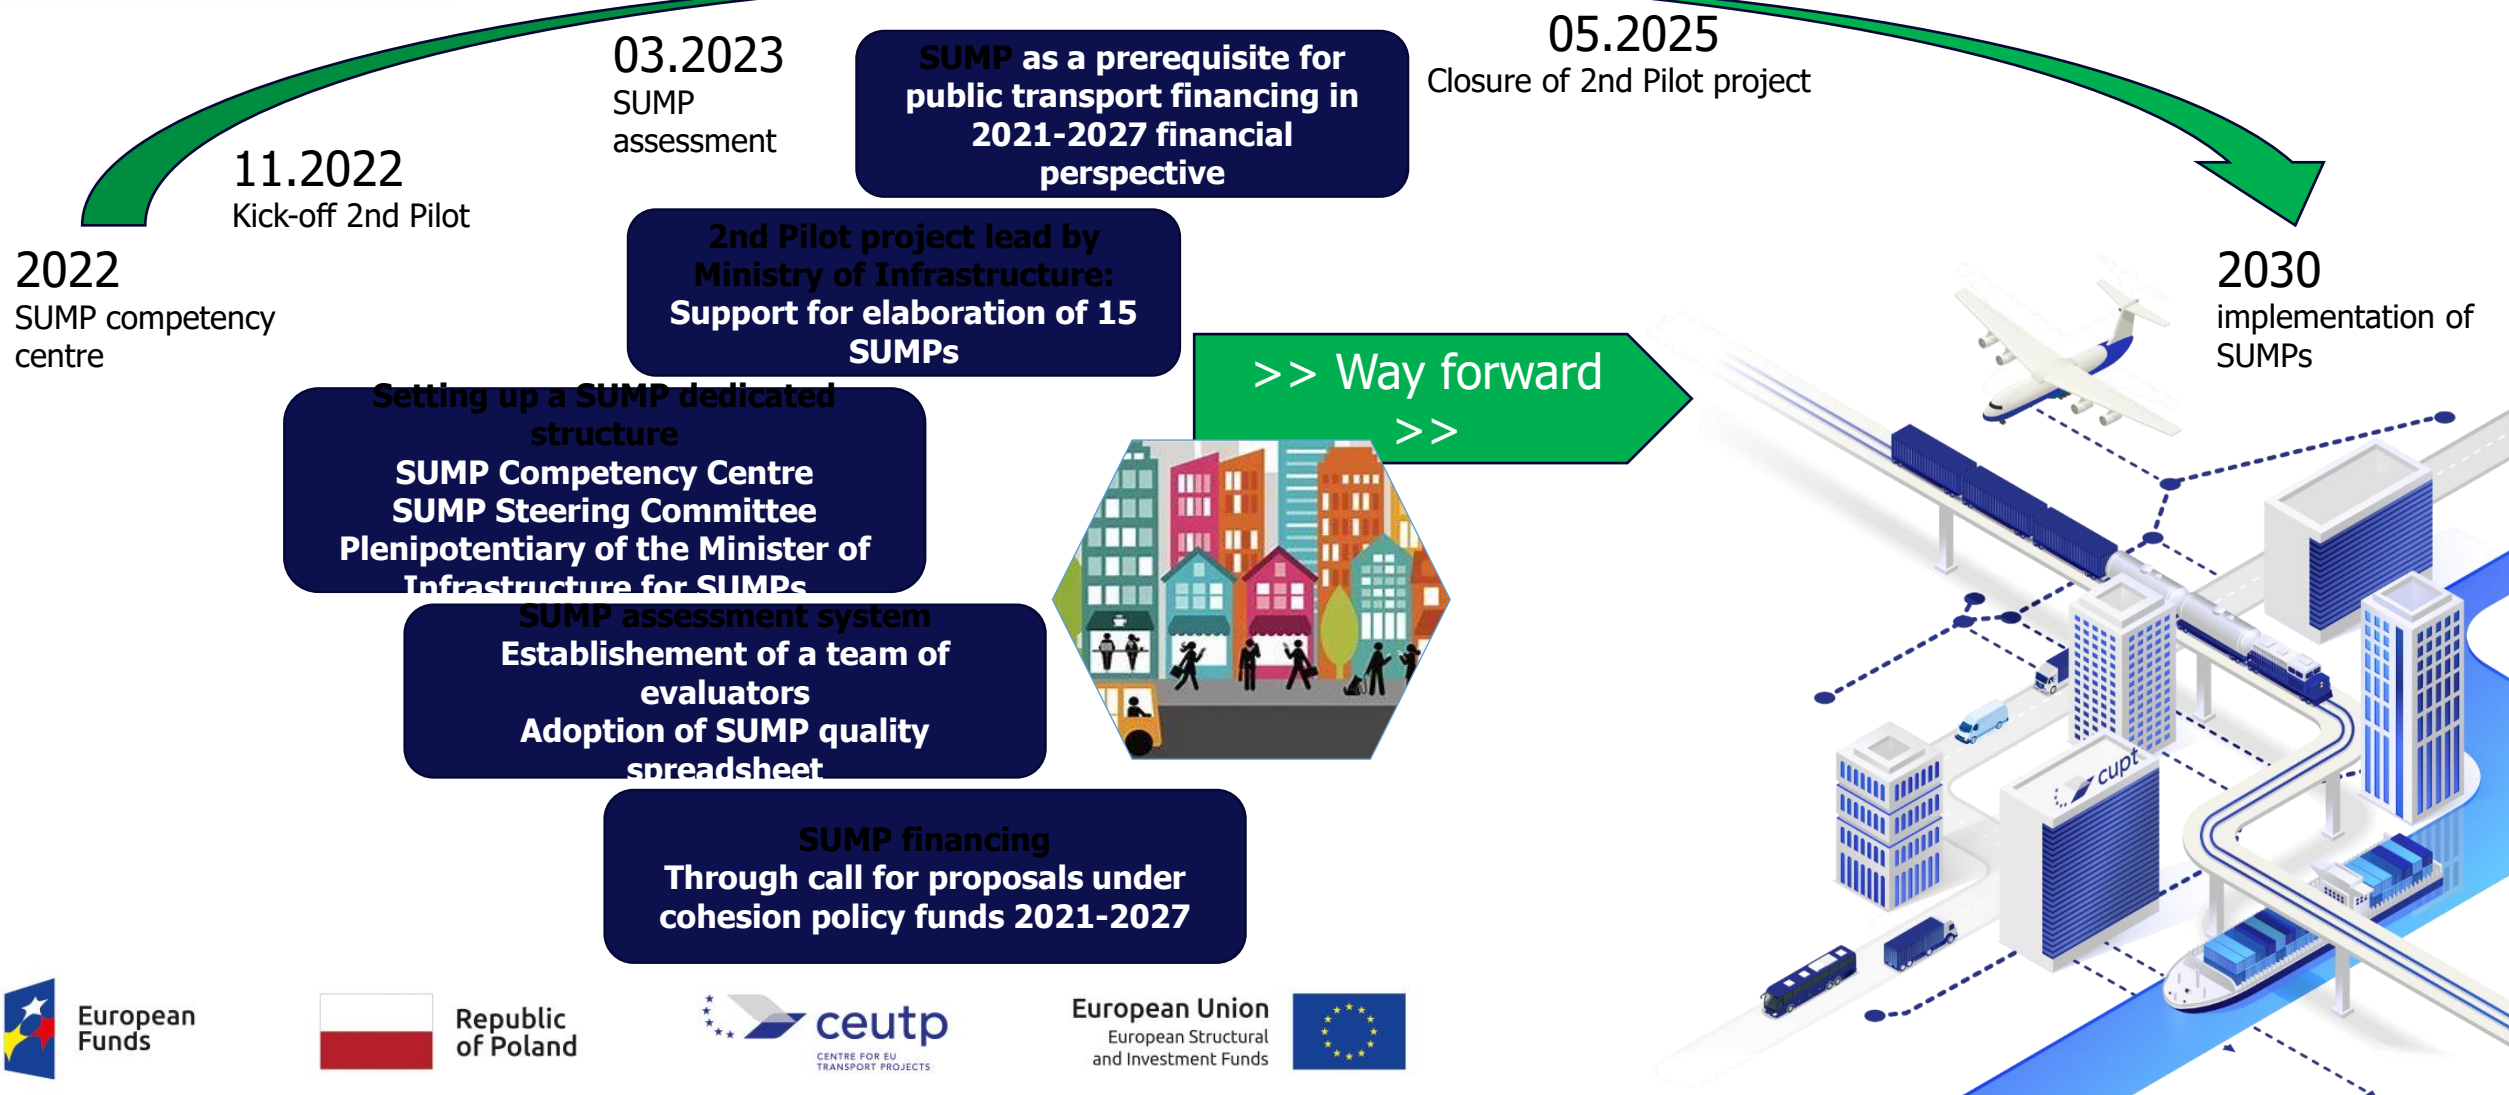 03.2023
SUMP
assessment
SUMP as a prerequisite for
public transport financing in
2021-2027 financial
perspective
05.2025
Closure of 2nd Pilot project
11.2022
Kick-off 2nd Pilot
2022
SUMP competency
centre
2nd Pilot project lead by
Ministry of Infrastructure:
Support for elaboration of 15
SUMPs
2030
implementation of
SUMPs
>> Way forward
>>
Setting up a SUMP dedicated
structure
SUMP Competency Centre
SUMP Steering Committee
Plenipotentiary of the Minister of
Infrastructure for SUMPs
SUMP assessment system
Establishement of a team of
evaluators
Adoption of SUMP quality
spreadsheet
SUMP financing
Through call for proposals under
cohesion policy funds 2021-2027
cupt
European
Funds
Republic
of Poland
ceutp
CENTRE FOR EU
TRANSPORT PROJECTS
European Union
European Structural
and Investment Funds